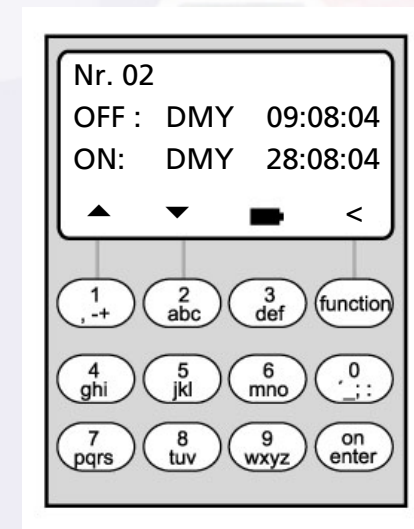 Nr. 02
OFF : DMY 09:08:04
ON: DMY 28:08:04
<
1 2 3 function
, -+ abc def
4 5 6 0
ghi jkl mno ´_; :
7 8 9 on
pqrs tuv wxyz enter